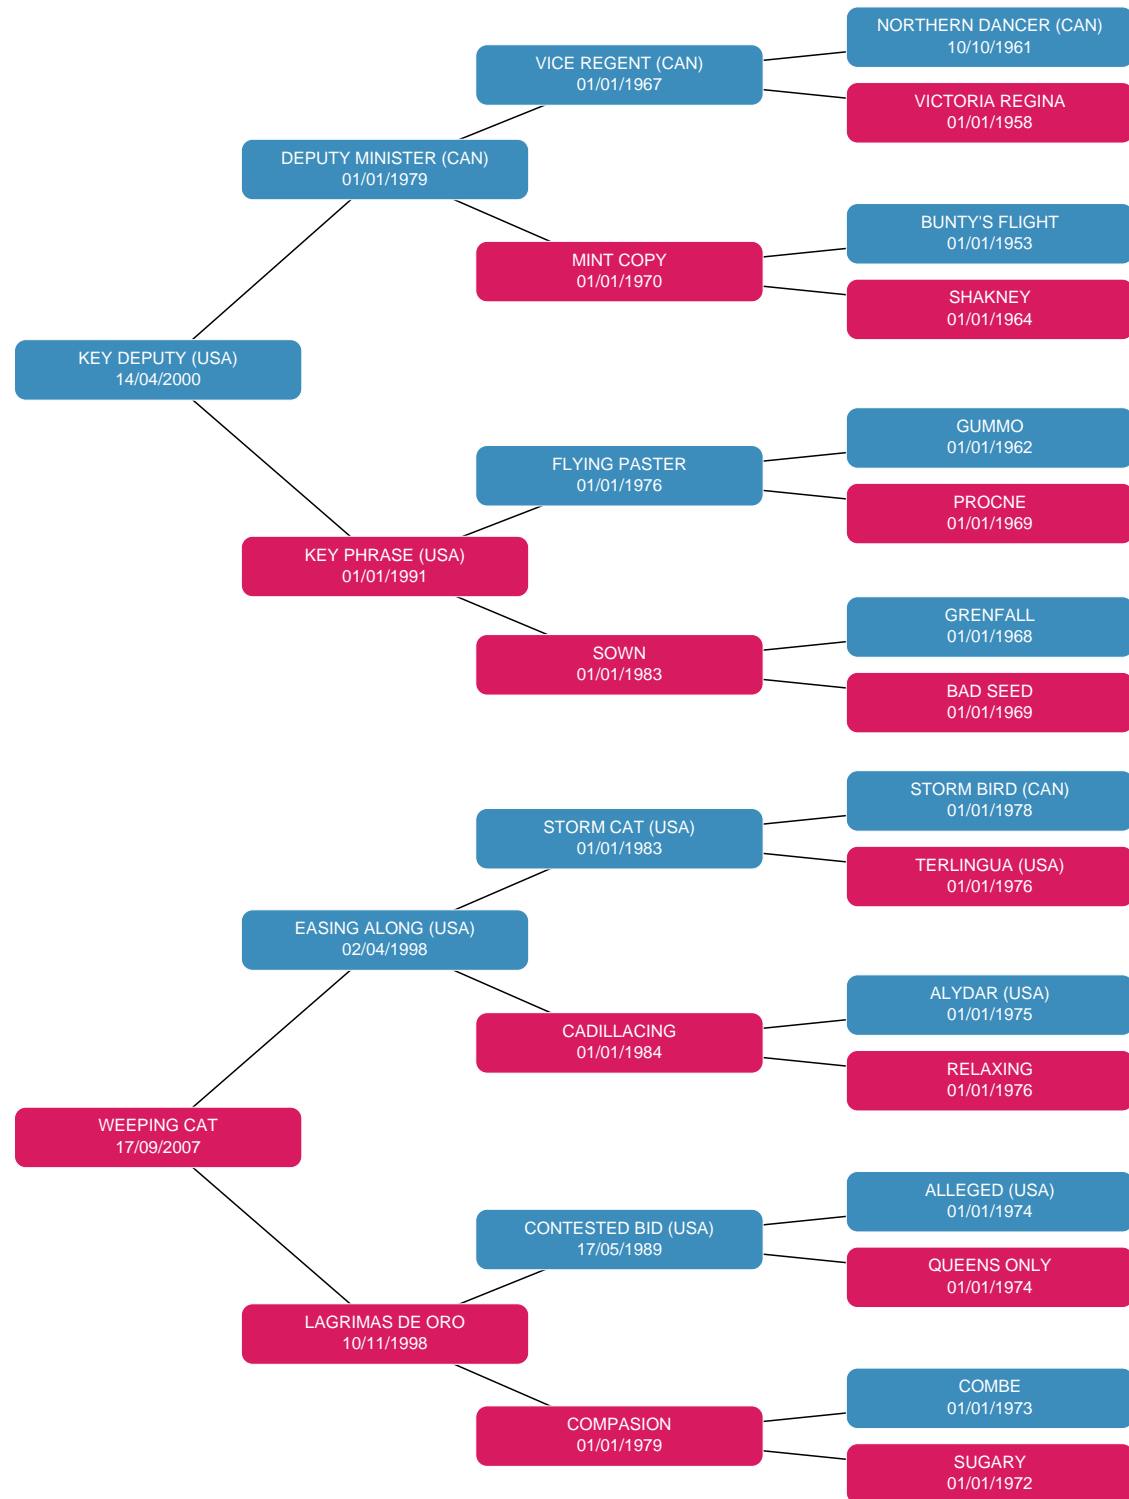 NORTHERN DANCER (CAN)
10/10/1961
VICE REGENT (CAN)
01/01/1967
VICTORIA REGINA
01/01/1958
DEPUTY MINISTER (CAN)
01/01/1979
BUNTY'S FLIGHT
01/01/1953
MINT COPY
01/01/1970
SHAKNEY
01/01/1964
KEY DEPUTY (USA)
14/04/2000
GUMMO
01/01/1962
FLYING PASTER
01/01/1976
PROCNE
01/01/1969
KEY PHRASE (USA)
01/01/1991
GRENFALL
01/01/1968
SOWN
01/01/1983
BAD SEED
01/01/1969
STORM BIRD (CAN)
01/01/1978
STORM CAT (USA)
01/01/1983
TERLINGUA (USA)
01/01/1976
EASING ALONG (USA)
02/04/1998
ALYDAR (USA)
01/01/1975
CADILLACING
01/01/1984
RELAXING
01/01/1976
WEEPING CAT
17/09/2007
ALLEGED (USA)
01/01/1974
CONTESTED BID (USA)
17/05/1989
QUEENS ONLY
01/01/1974
LAGRIMAS DE ORO
10/11/1998
COMBE
01/01/1973
COMPASION
01/01/1979
SUGARY
01/01/1972